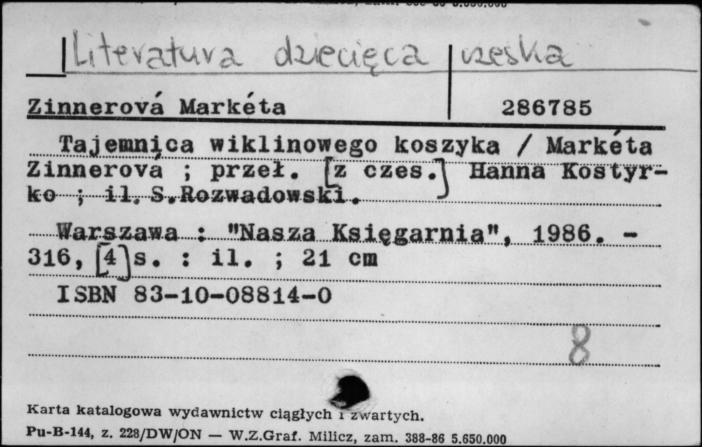 Literatura dziecięca czeska
Zinnerová Markéta 286785
Tajemnica wiklinowego koszyka / Markéta
Zinnerová ; przeł. [z czes.] Hanna Kostyr-
ko ; il. S.Rozwadowski.
Warszawa : "Nasza Księgarnia", 1986. -
316, [4] s. : il. ; 21 cm
ISBN 83-10-08814-0
8
Karta katalogowa wydawnictw ciągłych i zwartych.
Pu-B-144, z. 228/DW/ON — W.Z.Graf. Milicz, zam. 388-86 5.650.000